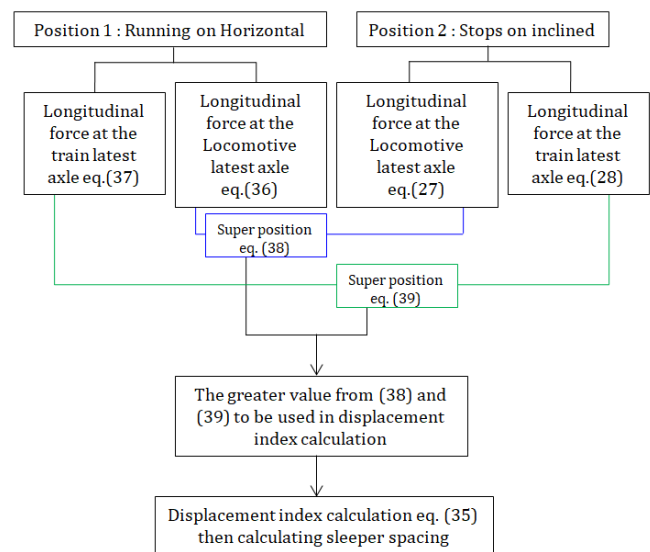 Position 1 : Running on Horizontal
Position 2 : Stops on inclined
Longitudinal
force at the
train latest
axle eq.(37)
Longitudinal
force at the
Locomotive
latest axle
eq.(36)
Longitudinal
force at the
Locomotive
latest axle
eq.(27)
Longitudinal
force at the
train latest
axle eq.(28)
Super position
eq. (38)
Super position
eq. (39)
The greater value from (38) and
(39) to be used in displacement
index calculation
Displacement index calculation eq. (35)
then calculating sleeper spacing